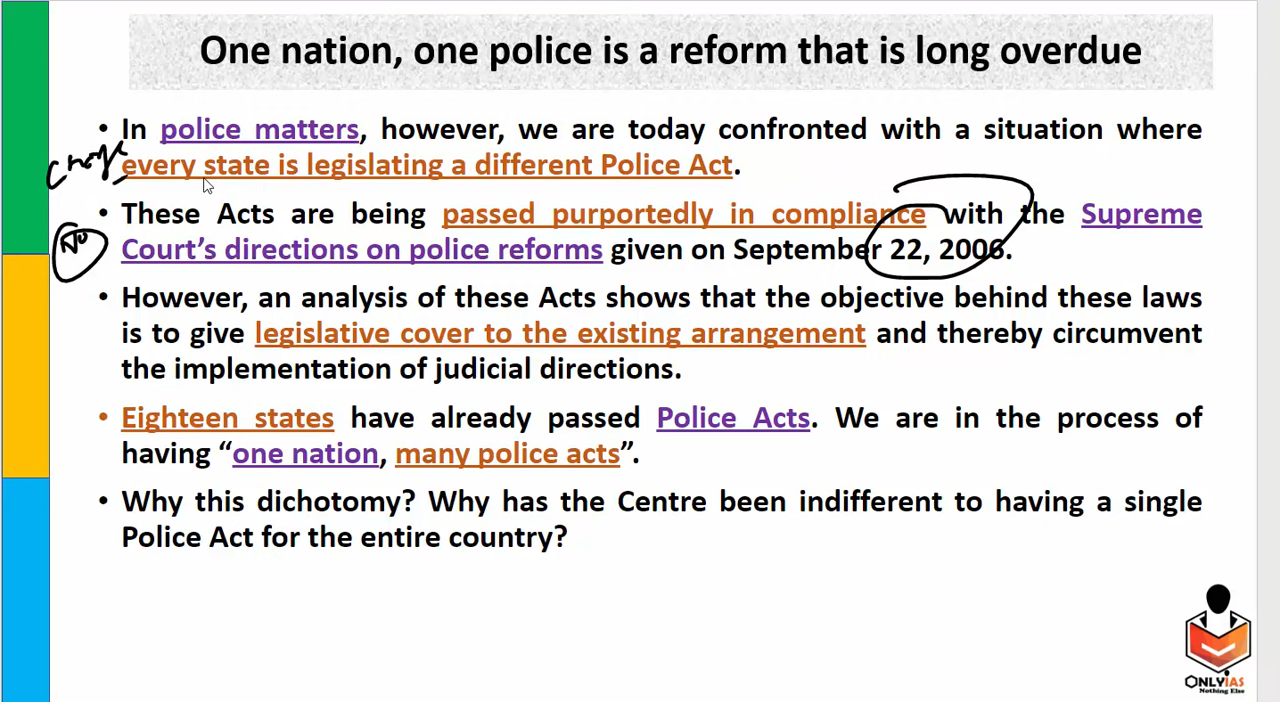 One nation, one police is a reform that is long overdue
• In police matters, however, we are today confronted with a situation where
every state is legislating a different Police Act.
• These Acts are being passed purportedly in compliance with the Supreme
Court’s directions on police reforms given on September 22, 2006.
No
• However, an analysis of these Acts shows that the objective behind these laws
is to give legislative cover to the existing arrangement and thereby circumvent
the implementation of judicial directions.
• Eighteen states have already passed Police Acts. We are in the process of
having “one nation, many police acts”.
• Why this dichotomy? Why has the Centre been indifferent to having a single
Police Act for the entire country?
ONLYIAS
Nothing Else